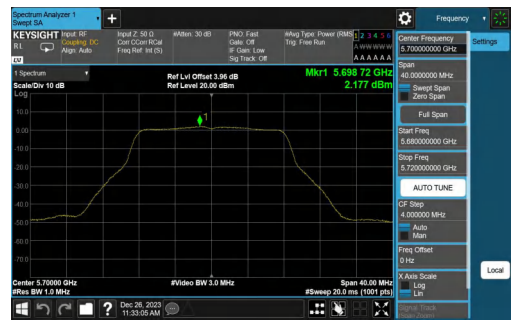 Spectrum Analyzer 1
Swept SA
Frequency
KEYSIGHT
RL
LV
Input: RF
Coupling: DC
Align: Auto
Input Z: 50 Ω
Corr CCorr RCal
Freq Ref: Int (S)
#Atten: 30 dB
PNO: Fast
Gate: Off
IF Gain: Low
Sig Track: Off
#Avg Type: Power (RMS
Trig: Free Run
1 2 3 4 5 6
A W W W W W
A A A A A A
1 Spectrum
Scale/Div 10 dB
Log
Ref Lvl Offset 3.96 dB
Ref Level 20.00 dBm
Mkr1 5.698 72 GHz
2.177 dBm
1
10.0
0.00
-10.0
-20.0
-30.0
-40.0
-50.0
-60.0
-70.0
Center 5.70000 GHz
#Res BW 1.0 MHz
#Video BW 3.0 MHz
Span 40.00 MHz
#Sweep 20.0 ms (1001 pts)
Center Frequency
5.700000000 GHz
Span
40.0000000 MHz
Swept Span
Zero Span
Full Span
Start Freq
5.680000000 GHz
Stop Freq
5.720000000 GHz
AUTO TUNE
CF Step
4.000000 MHz
Auto
Man
Freq Offset
0 Hz
X Axis Scale
Log
Lin
Signal Track
Settings
Local
?
Dec 26, 2023
11:33:05 AM